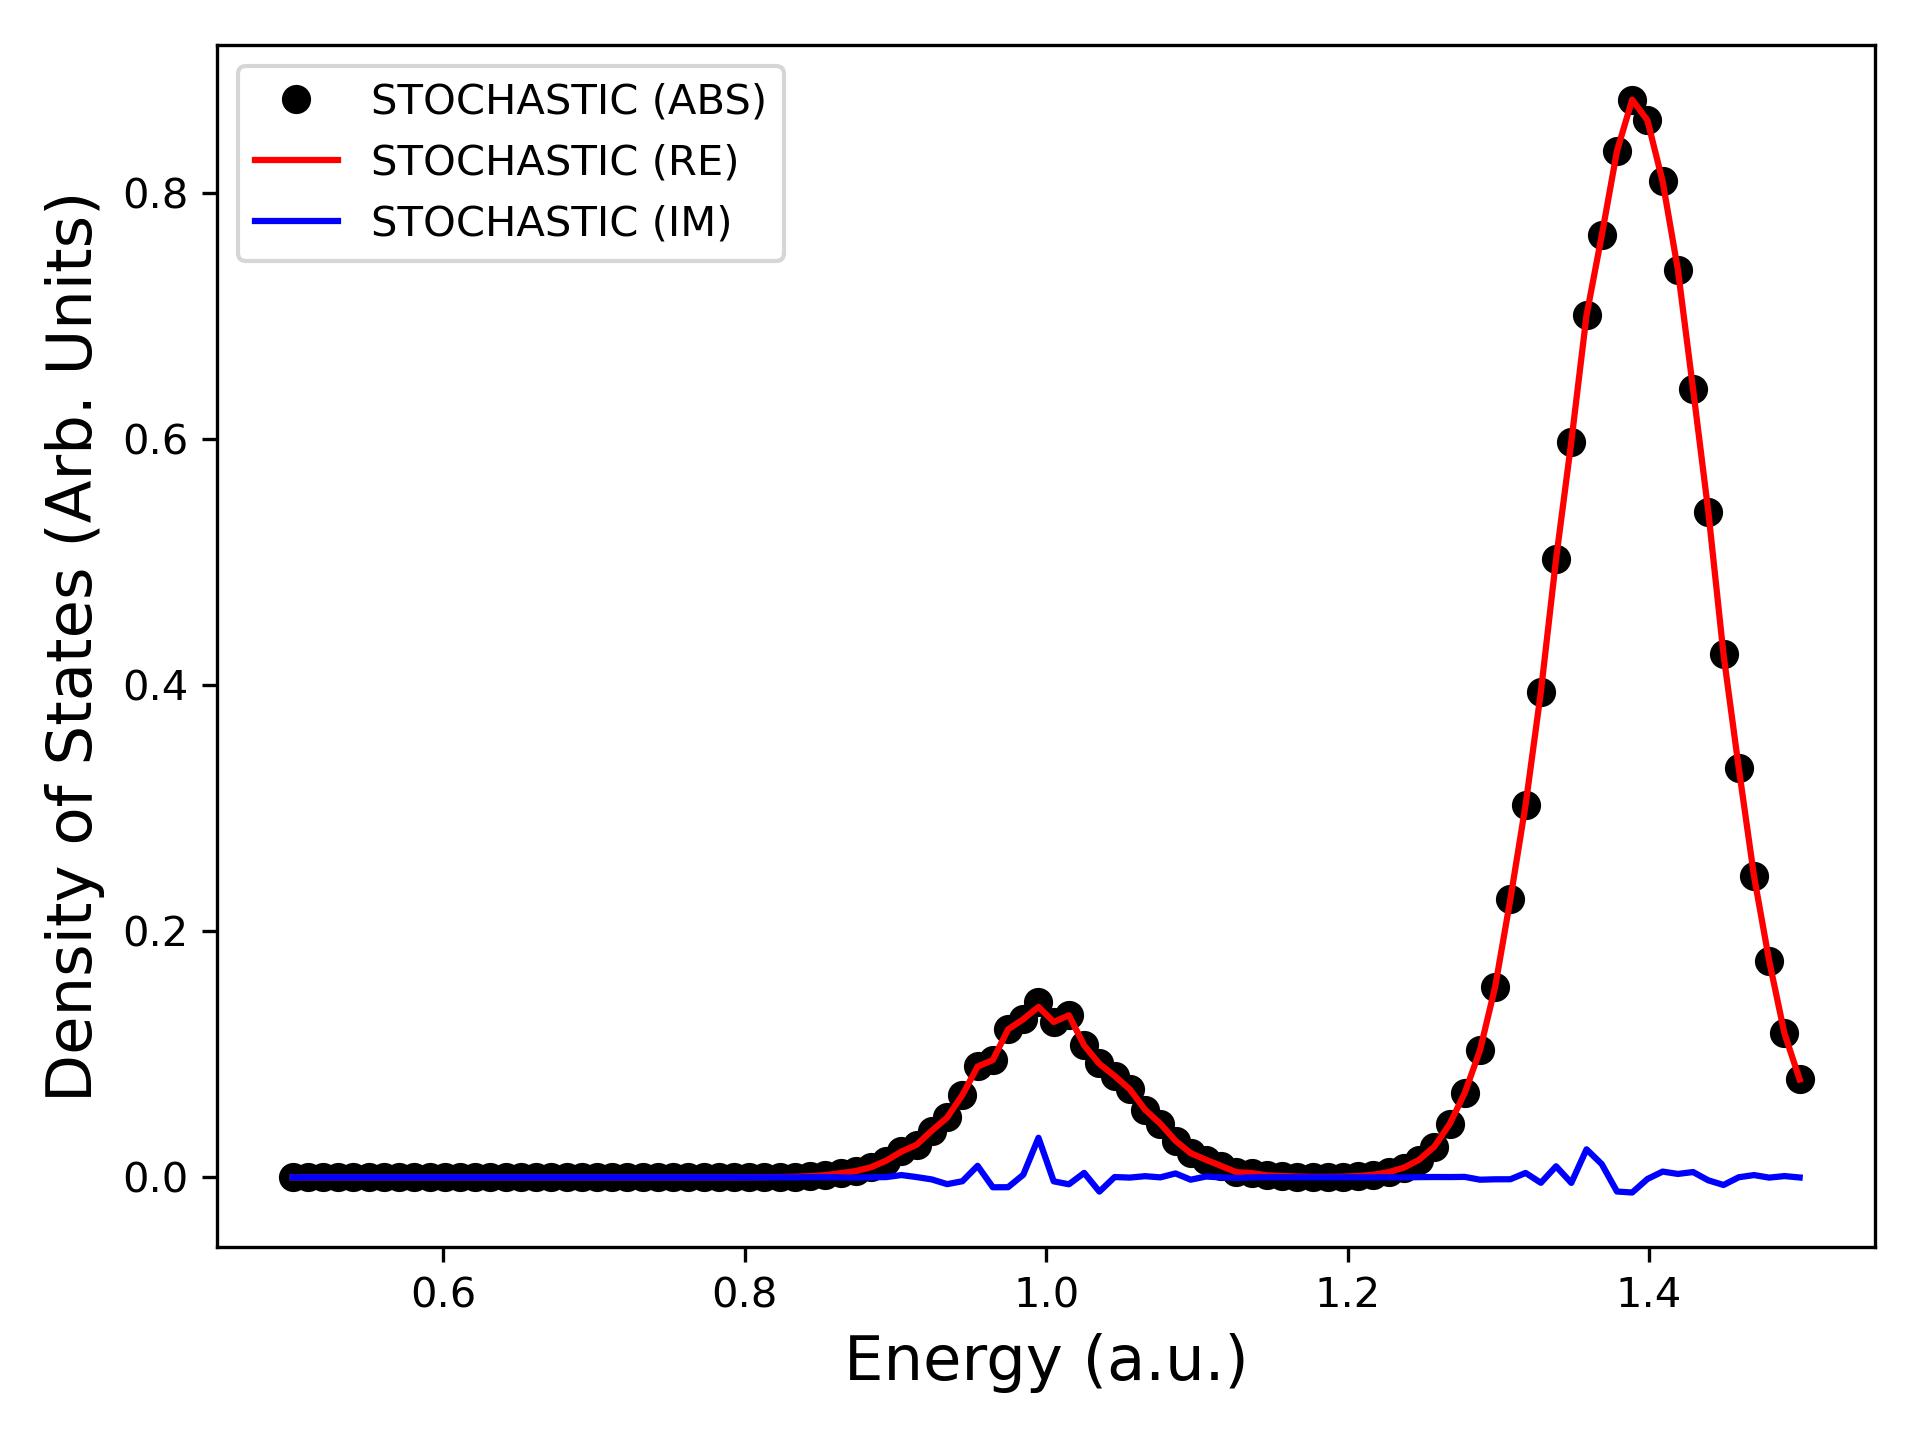 STOCHASTIC (ABS)
STOCHASTIC (RE)
STOCHASTIC (IM)
Density of States (Arb. Units)
0.8
0.6
0.4
0.2
0.0
0.6 0.8 1.0 1.2 1.4
Energy (a.u.)